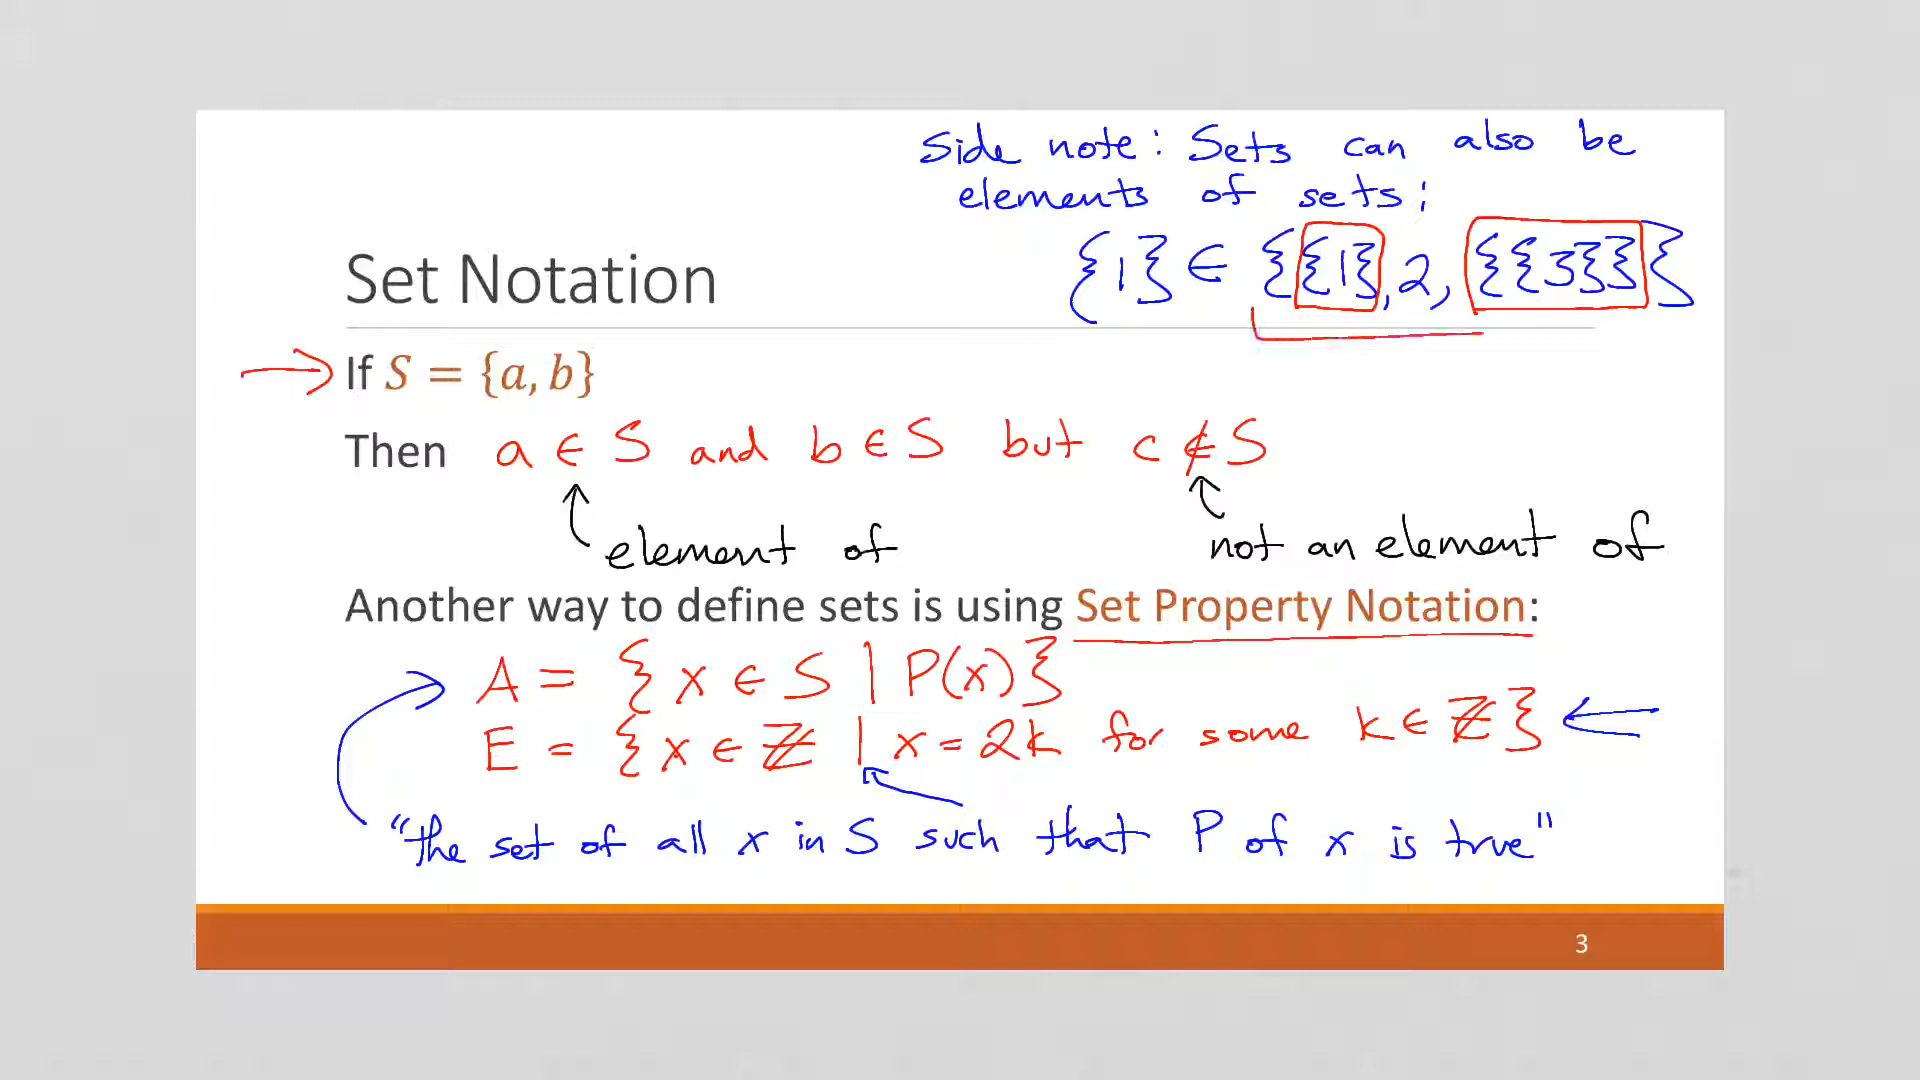 Side note: Sets can also be
elements of sets:
{1} ∈ {{1}, 2, {{3}}}
Set Notation
If S = {a, b}
Then a ∈ S and b ∈ S but c ∉ S
element of
not an element of
Another way to define sets is using Set Property Notation:
A = {x ∈ S | P(x)}
E = {x ∈ ℤ | x = 2k for some k ∈ ℤ}
"the set of all x in S such that P of x is true"
3